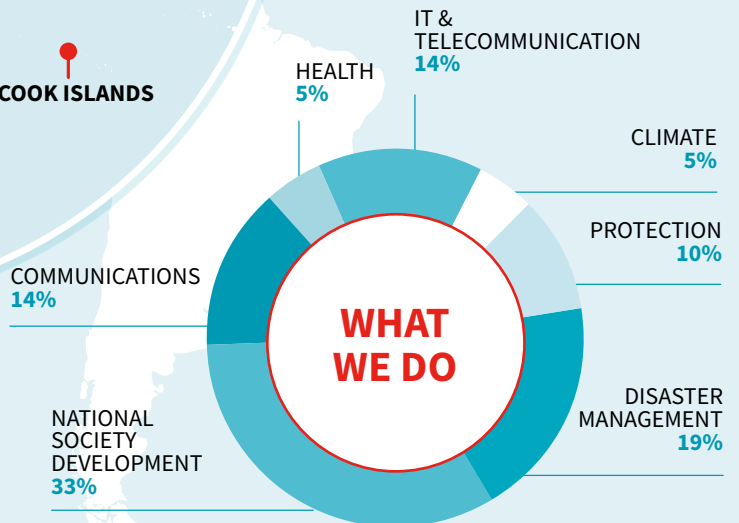 IT &
TELECOMMUNICATION
14%
HEALTH
5%
COOK ISLANDS
CLIMATE
5%
PROTECTION
10%
COMMUNICATIONS
14%
WHAT
WE DO
DISASTER
MANAGEMENT
19%
NATIONAL
SOCIETY
DEVELOPMENT
33%